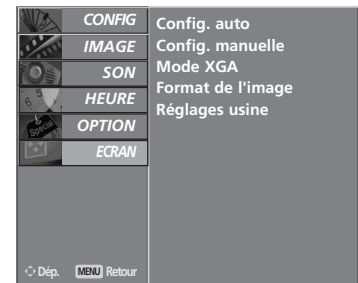 CONFIG
IMAGE
SON
HEURE
OPTION
ECRAN
Config. auto
Config. manuelle
Mode XGA
Format de l'image
Réglages usine
Special
Dép. MENU Retour